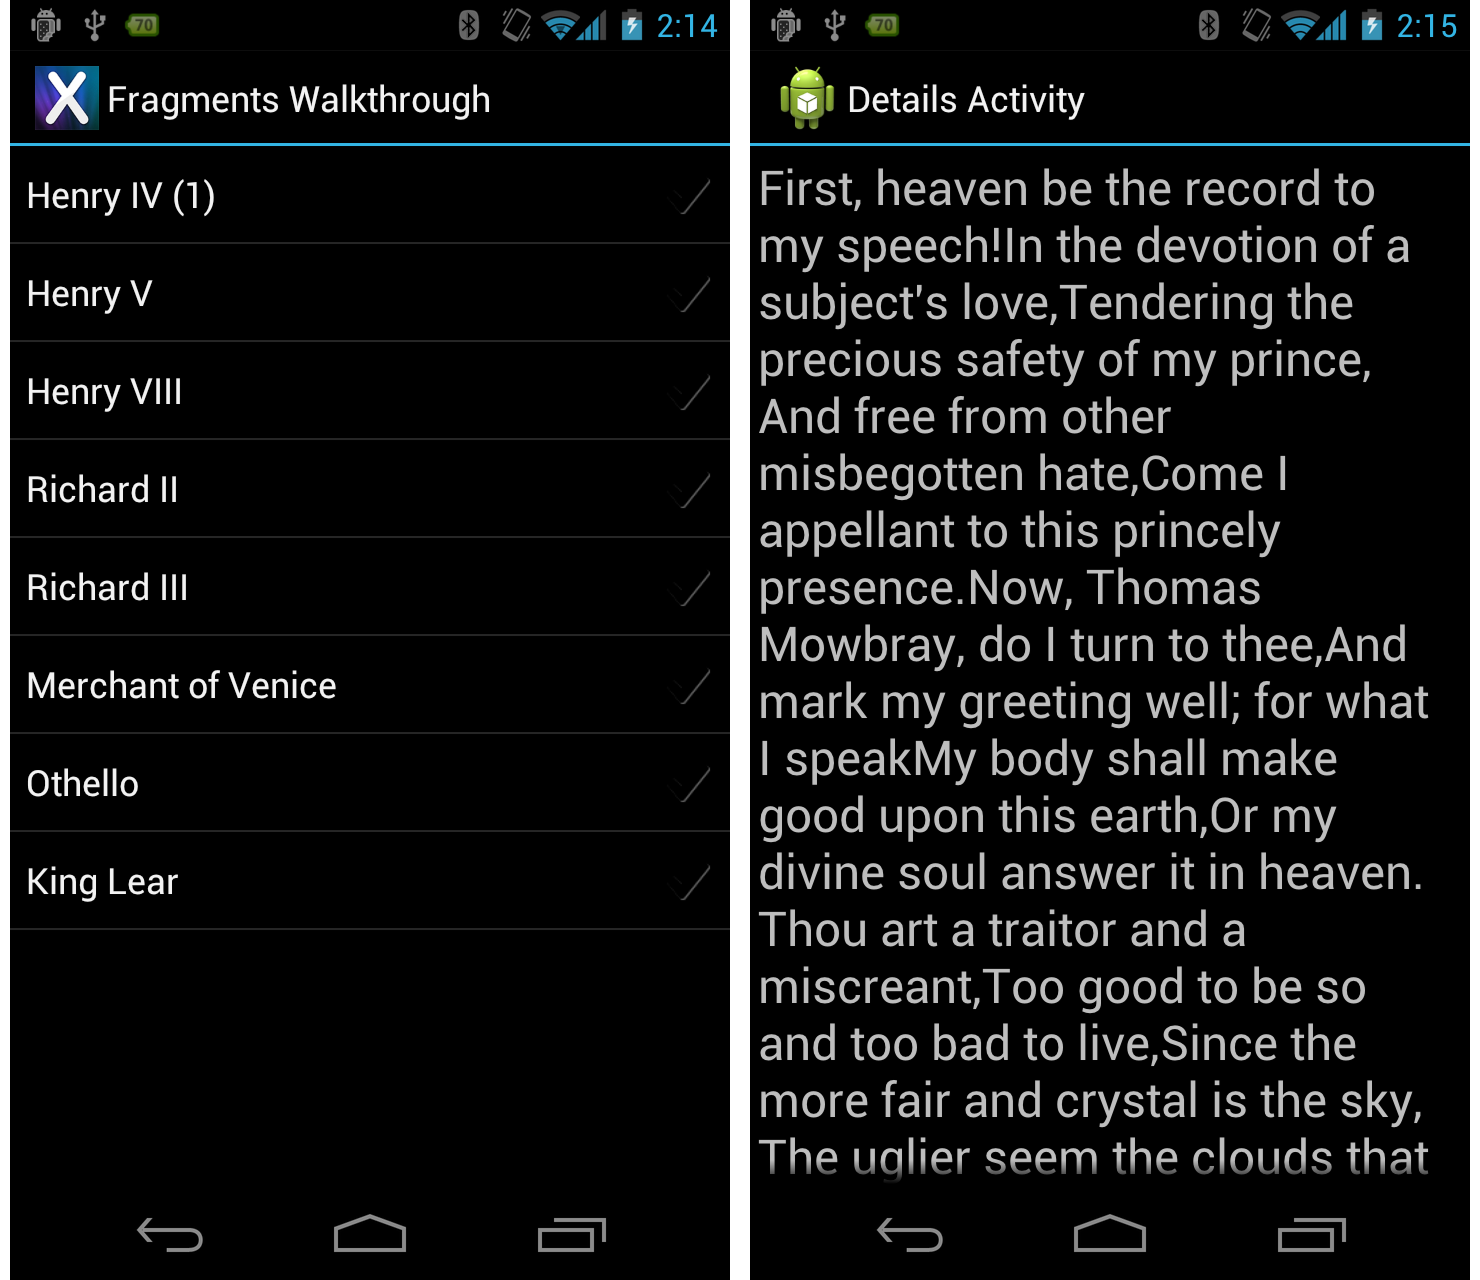 70
2:14
X Fragments Walkthrough
Henry IV (1)
Henry V
Henry VIII
Richard II
Richard III
Merchant of Venice
Othello
King Lear
70
2:15
Details Activity
First, heaven be the record to
my speech!In the devotion of a
subject's love,Tendering the
precious safety of my prince,
And free from other
misbegotten hate,Come I
appellant to this princely
presence.Now, Thomas
Mowbray, do I turn to thee,And
mark my greeting well; for what
I speakMy body shall make
good upon this earth,Or my
divine soul answer it in heaven.
Thou art a traitor and a
miscreant,Too good to be so
and too bad to live,Since the
more fair and crystal is the sky,
The uglier seem the clouds that